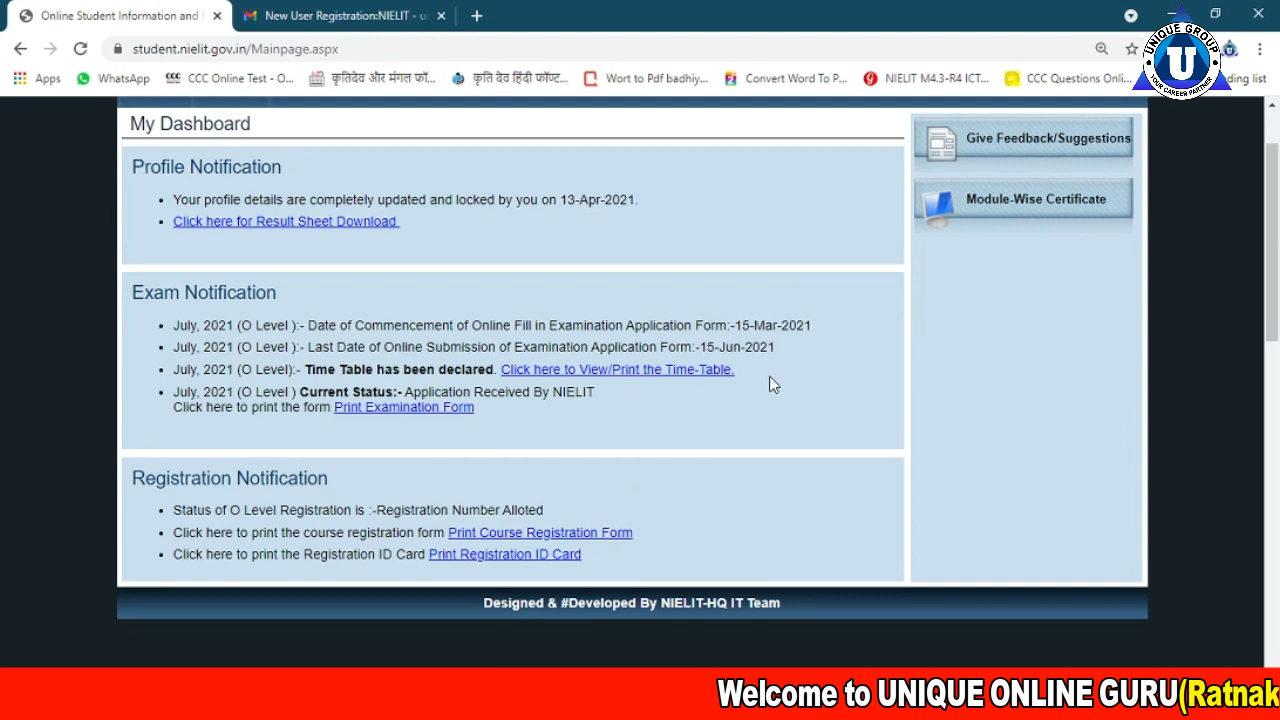 Online Student Information and E
New User Registration:NIELIT - u
student.nielit.gov.in/Mainpage.aspx
Apps
WhatsApp
CCC Online Test - O...
कृतिदेव और मंगल फॉ...
कृति देव हिंदी फॉण्ट...
Wort to Pdf badhiy...
Convert Word To P...
NIELIT M4.3-R4 ICT...
CCC Questions Onli...
ding list
UNIQUE GROUP
U
YOUR CAREER PARTNER
My Dashboard
Give Feedback/Suggestions
Module-Wise Certificate
Profile Notification
Your profile details are completely updated and locked by you on 13-Apr-2021.
Click here for Result Sheet Download
Exam Notification
July, 2021 (O Level ):- Date of Commencement of Online Fill in Examination Application Form:-15-Mar-2021
July, 2021 (O Level ):- Last Date of Online Submission of Examination Application Form:-15-Jun-2021
July, 2021 (O Level):- Time Table has been declared. Click here to View/Print the Time-Table.
July, 2021 (O Level ) Current Status:- Application Received By NIELIT
Click here to print the form Print Examination Form
Registration Notification
Status of O Level Registration is :-Registration Number Alloted
Click here to print the course registration form Print Course Registration Form
Click here to print the Registration ID Card Print Registration ID Card
Designed & #Developed By NIELIT-HQ IT Team
Welcome to UNIQUE ONLINE GURU(Ratnak